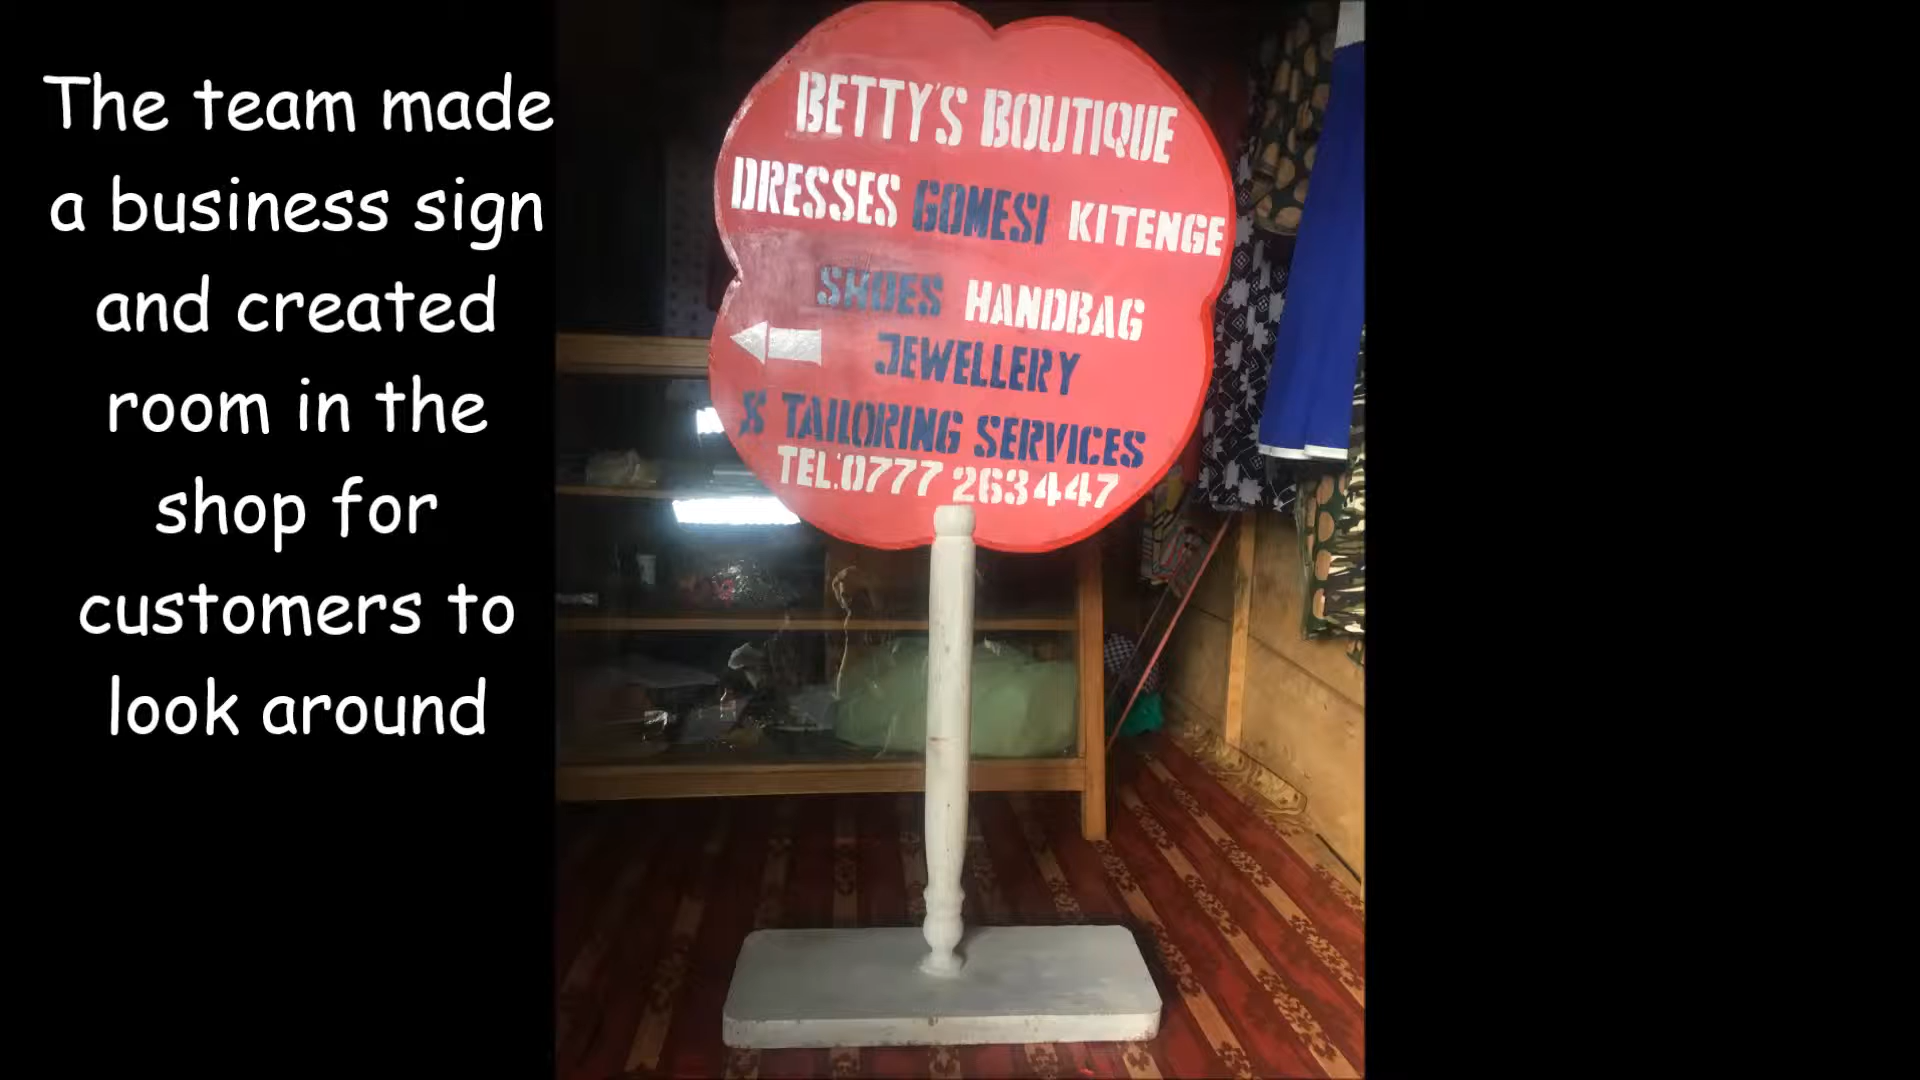 The team made
a business sign
and created
room in the
shop for
customers to
look around
BETTY'S BOUTIQUE
DRESSES GOMESI KITENGE
SHOES HANDBAG
JEWELLERY
& TAILORING SERVICES
TEL:0777 263447